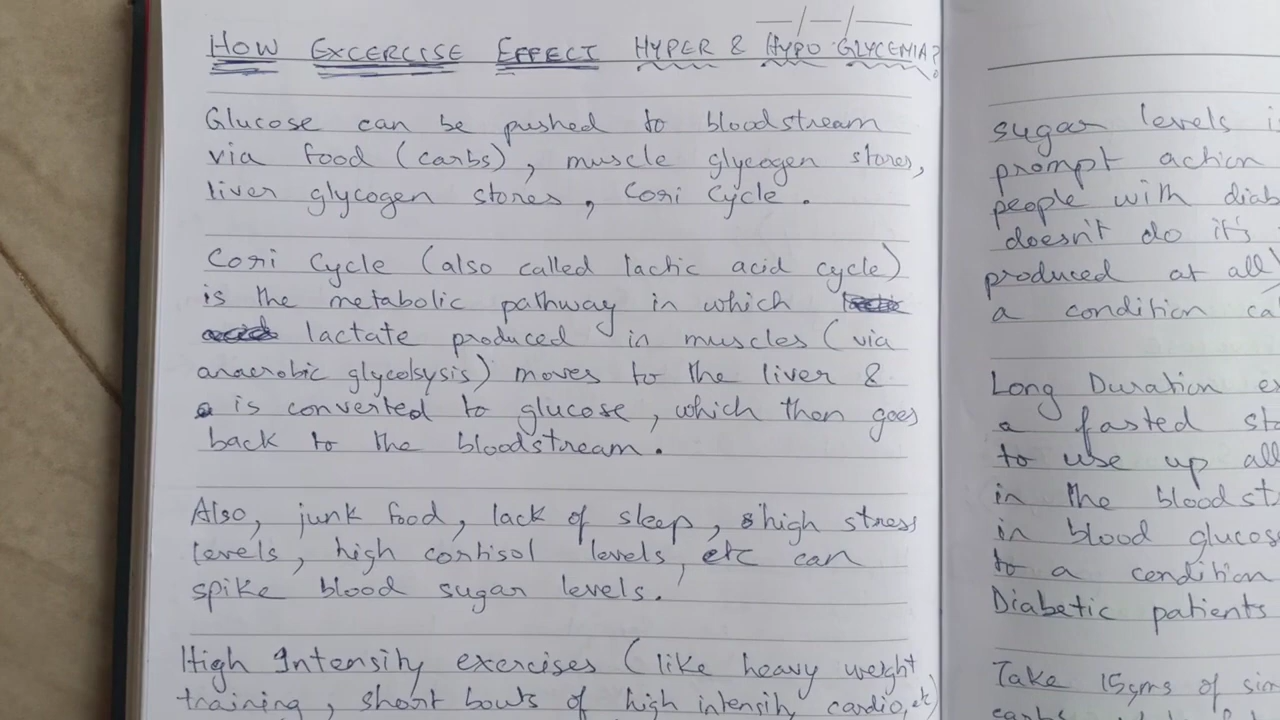 HOW EXCERCISE EFFECT HYPER & HYPO GLYCEMIA?
Glucose can be pushed to bloodstream
via food (carbs), muscle glycogen stores,
liver glycogen stores, Cori Cycle.
Cori Cycle (also called lactic acid cycle)
is the metabolic pathway in which
lactate produced in muscles (via
anaerobic glycolsysis) moves to the liver &
is converted to glucose, which then goes
back to the bloodstream.
Also, junk food, lack of sleep, high stress
levels, high cortisol levels, etc can
spike blood sugar levels.
High Intensity exercises (like heavy weight
training, short bouts of high intensity cardio, etc)
sugar levels i
prompt action
people with diab
doesn't do it's
produced at all)
a condition ca
Long Duration e
a fasted sta
to use up all
in the bloodst
in blood glucos
to a condition
Diabetic patients
Take 15gms of sim